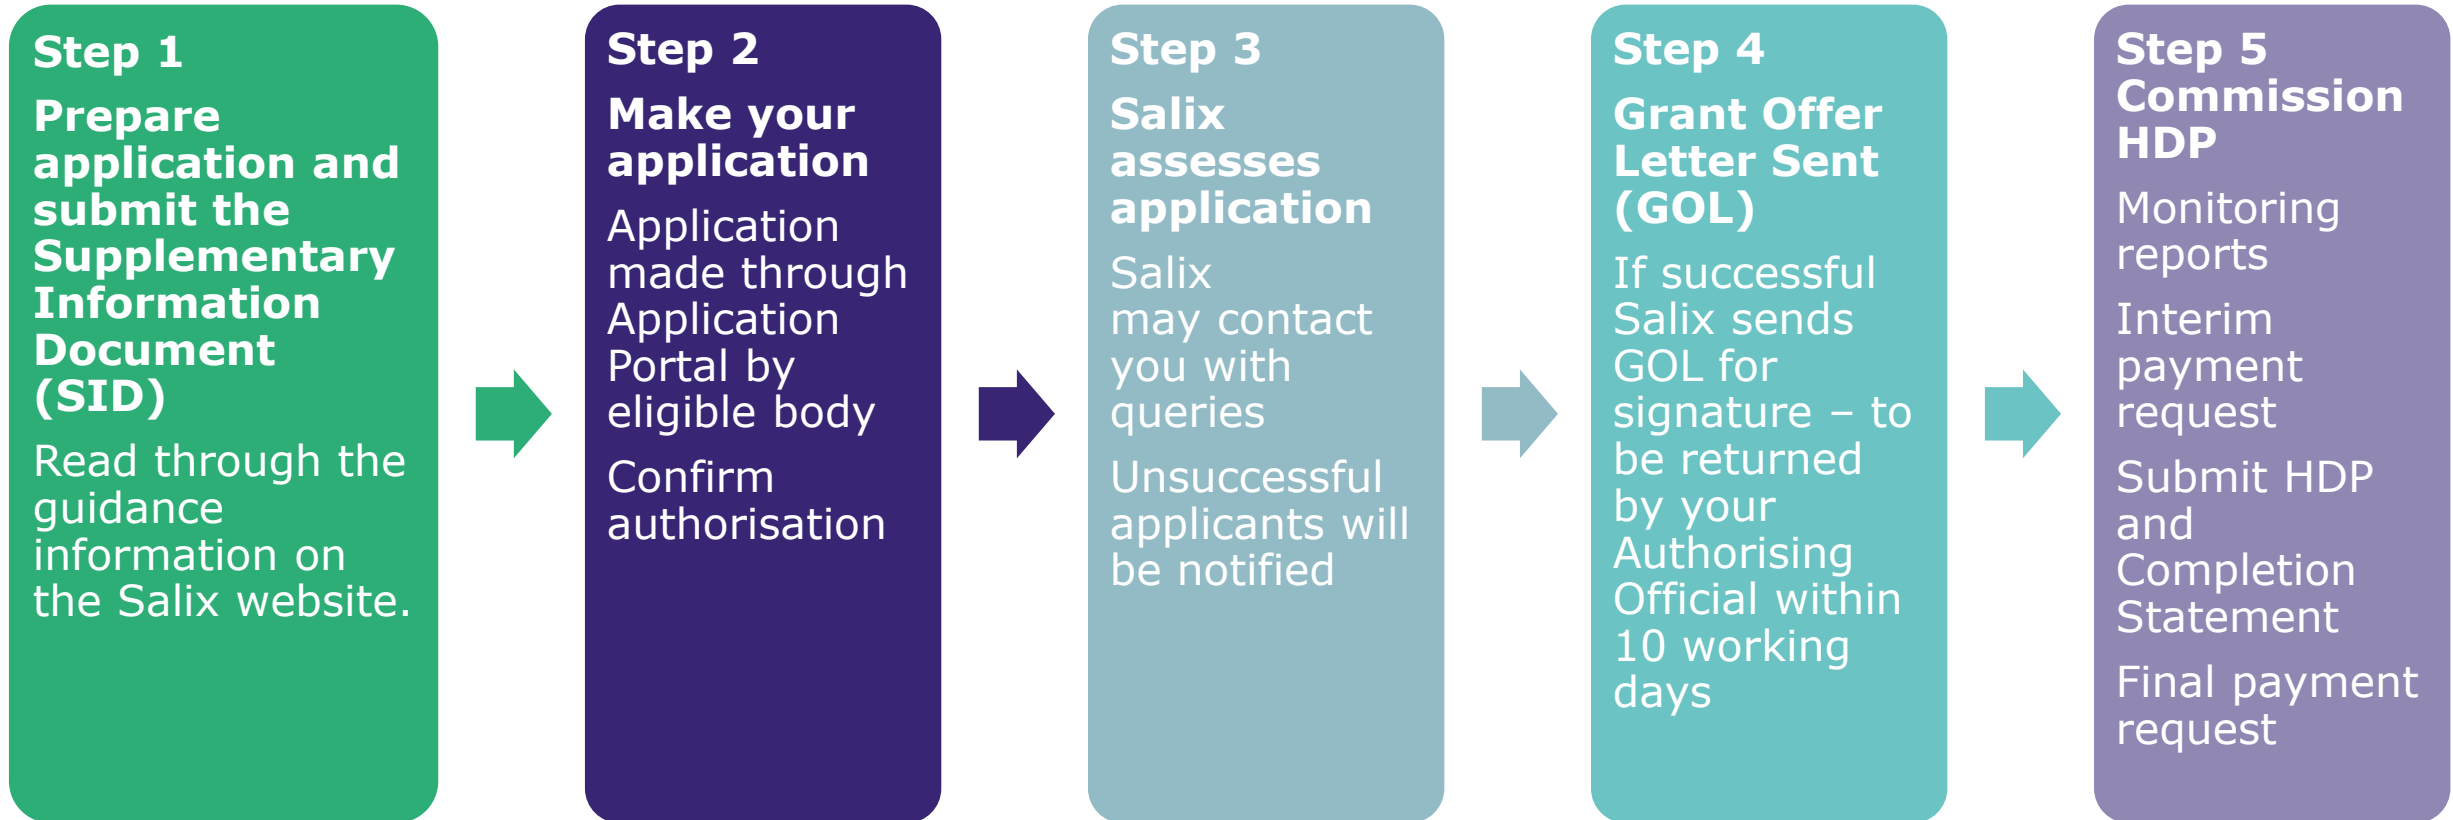 Step 1
Prepare
application and
submit the
Supplementary
Information
Document
(SID)
Read through the
guidance
information on
the Salix website.
Step 2
Make your
application
Application
made through
Application
Portal by
eligible body
Confirm
authorisation
Step 3
Salix
assesses
application
Salix
may contact
you with
queries
Unsuccessful
applicants will
be notified
Step 4
Grant Offer
Letter Sent
(GOL)
If successful
Salix sends
GOL for
signature – to
be returned
by your
Authorising
Official within
10 working
days
Step 5
Commission
HDP
Monitoring
reports
Interim
payment
request
Submit HDP
and
Completion
Statement
Final payment
request